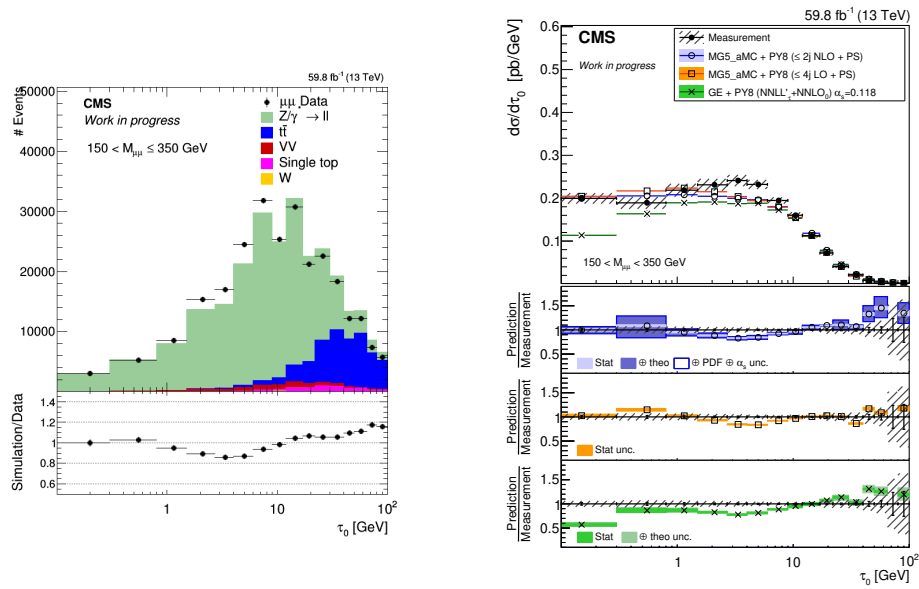 59.8 fb⁻¹ (13 TeV)
# Events
50000
40000
30000
20000
10000
CMS
Work in progress
150 < M_μμ ≤ 350 GeV
μμ Data
Z/γ → ll
tt̄
VV
Single top
W
Simulation/Data
1.4
1.2
1
0.8
0.6
1
10
10²
τ₀ [GeV]
59.8 fb⁻¹ (13 TeV)
dσ/dτ₀ [pb/GeV]
0.6
0.5
0.4
0.2
0.1
CMS
Work in progress
Measurement
MG5_aMC + PY8 (≤ 2j NLO + PS)
MG5_aMC + PY8 (≤ 4j LO + PS)
GE + PY8 (NNLL'_τ+NNLO₀) α_s=0.118
150 < M_μμ < 350 GeV
Prediction
Measurement
1.5
1
0.5
Stat
⊕ theo
⊕ PDF ⊕ α_s unc.
Prediction
Measurement
1.5
1
0.5
Stat unc.
Prediction
Measurement
1.5
1
0.5
Stat
⊕ theo unc.
1
10
10²
τ₀ [GeV]